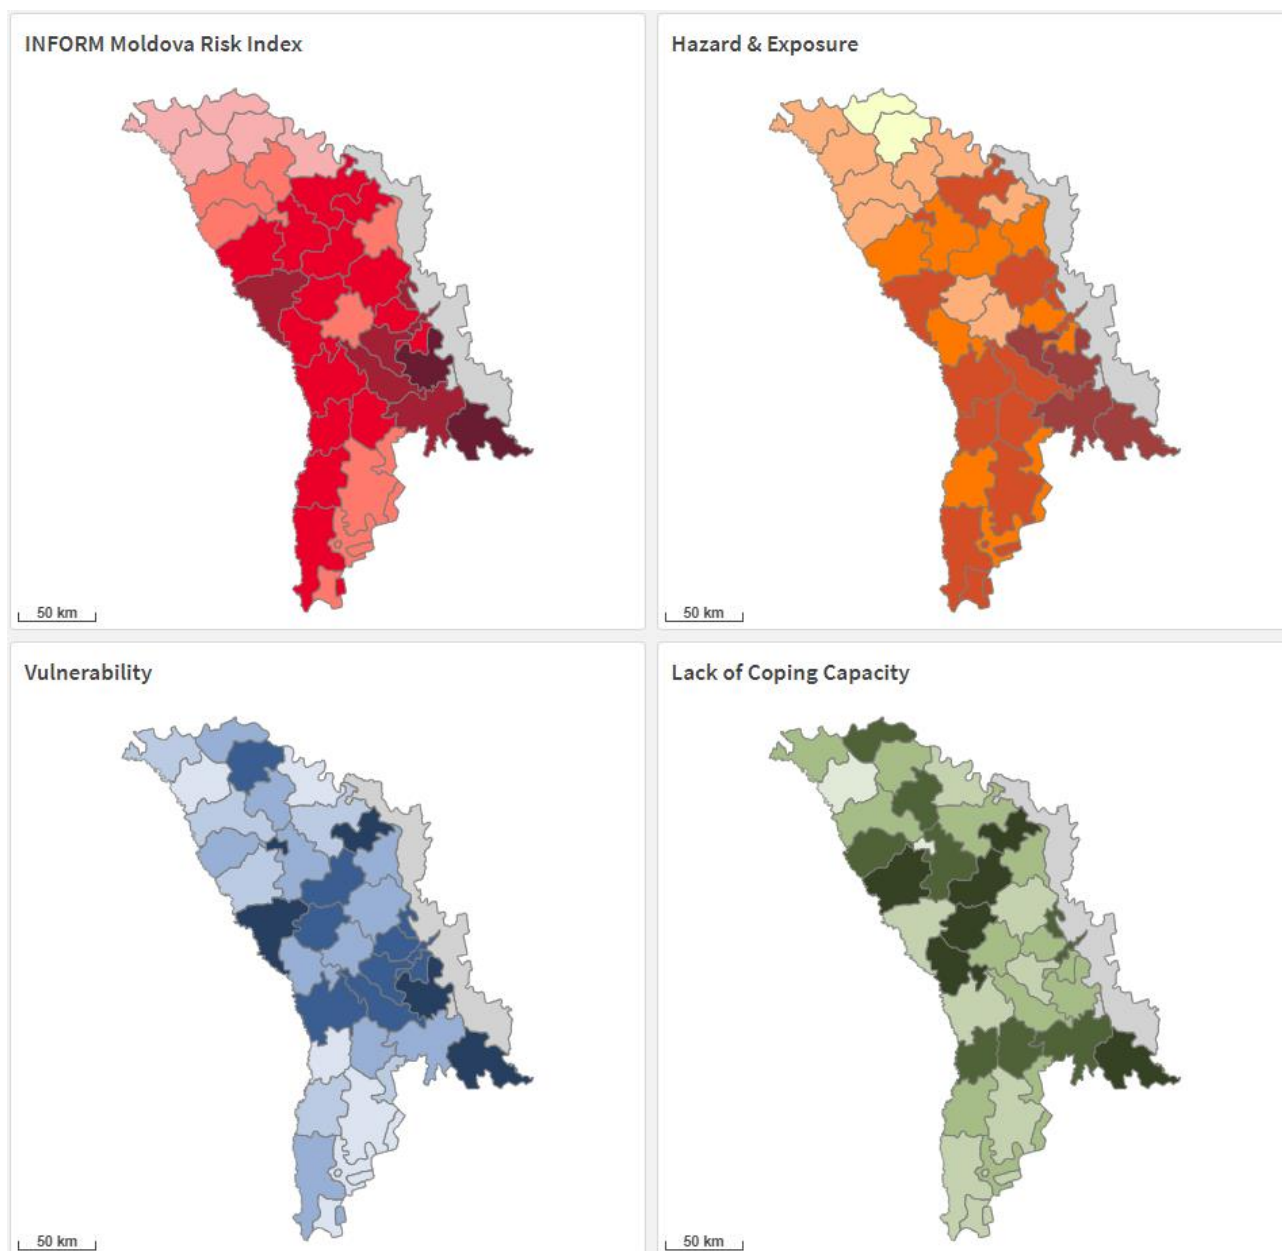 INFORM Moldova Risk Index
Hazard & Exposure
50 km
50 km
Vulnerability
Lack of Coping Capacity
50 km
50 km